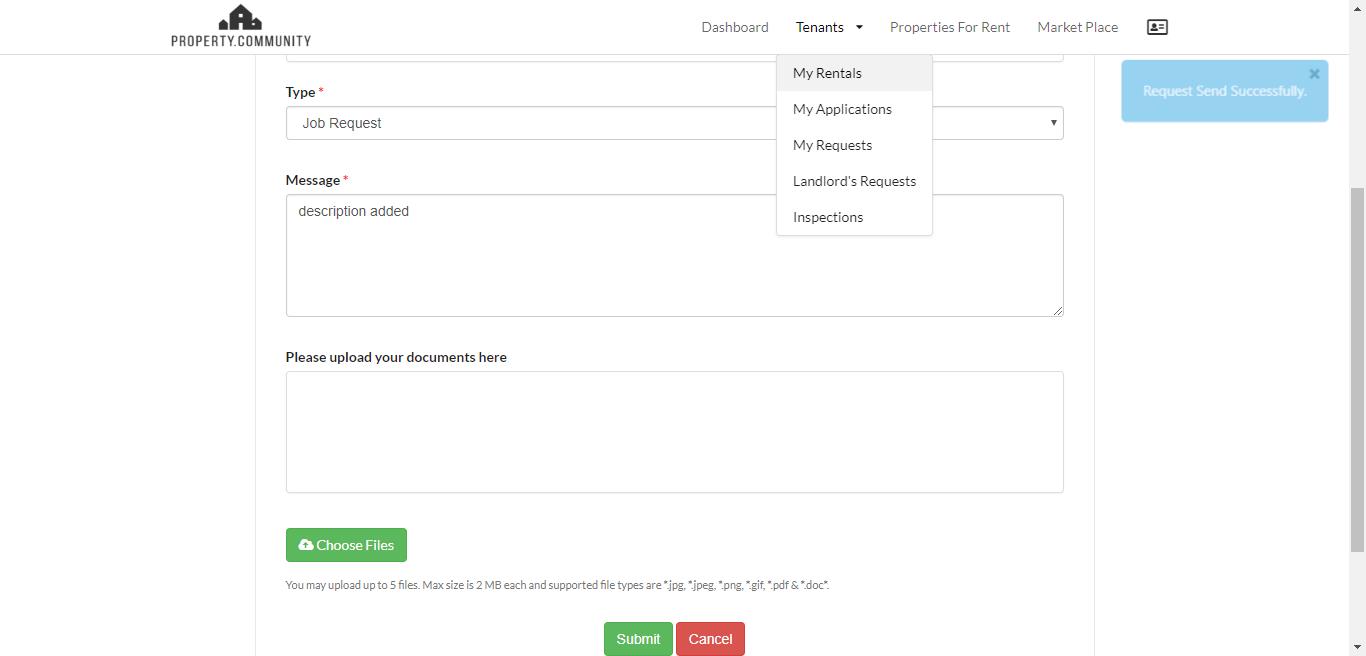 PROPERTY.COMMUNITY
Dashboard Tenants Properties For Rent Market Place
My Rentals
My Applications
My Requests
Landlord's Requests
Inspections
Request Send Successfully.
Type *
Job Request
Message *
description added
Please upload your documents here
Choose Files
You may upload up to 5 files. Max size is 2 MB each and supported file types are *.jpg, *.jpeg, *.png, *.gif, *.pdf & *.doc*.
Submit Cancel